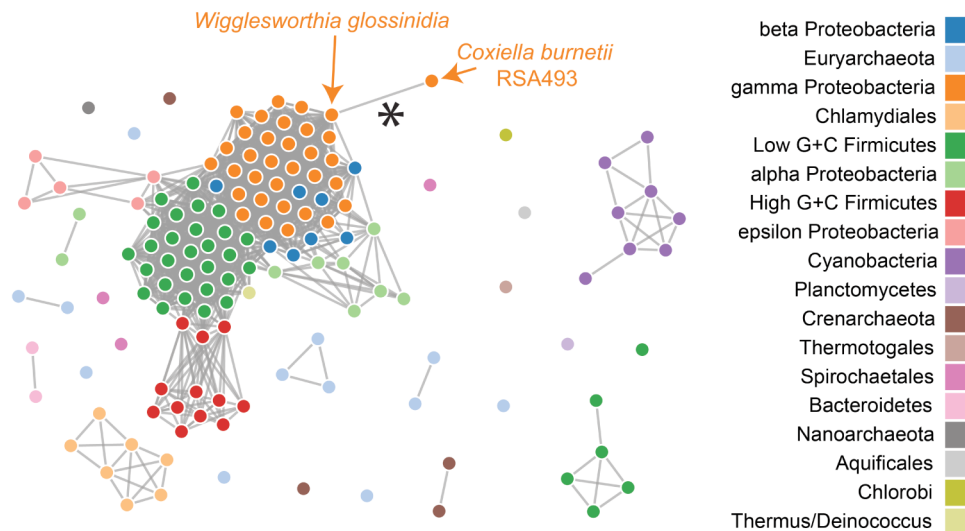 Wigglesworthia glossinidia
Coxiella burnetii
RSA493
*
beta Proteobacteria
Euryarchaeota
gamma Proteobacteria
Chlamydiales
Low G+C Firmicutes
alpha Proteobacteria
High G+C Firmicutes
epsilon Proteobacteria
Cyanobacteria
Planctomycetes
Crenarchaeota
Thermotogales
Spirochaetales
Bacteroidetes
Nanoarchaeota
Aquificales
Chlorobi
Thermus/Deinococcus